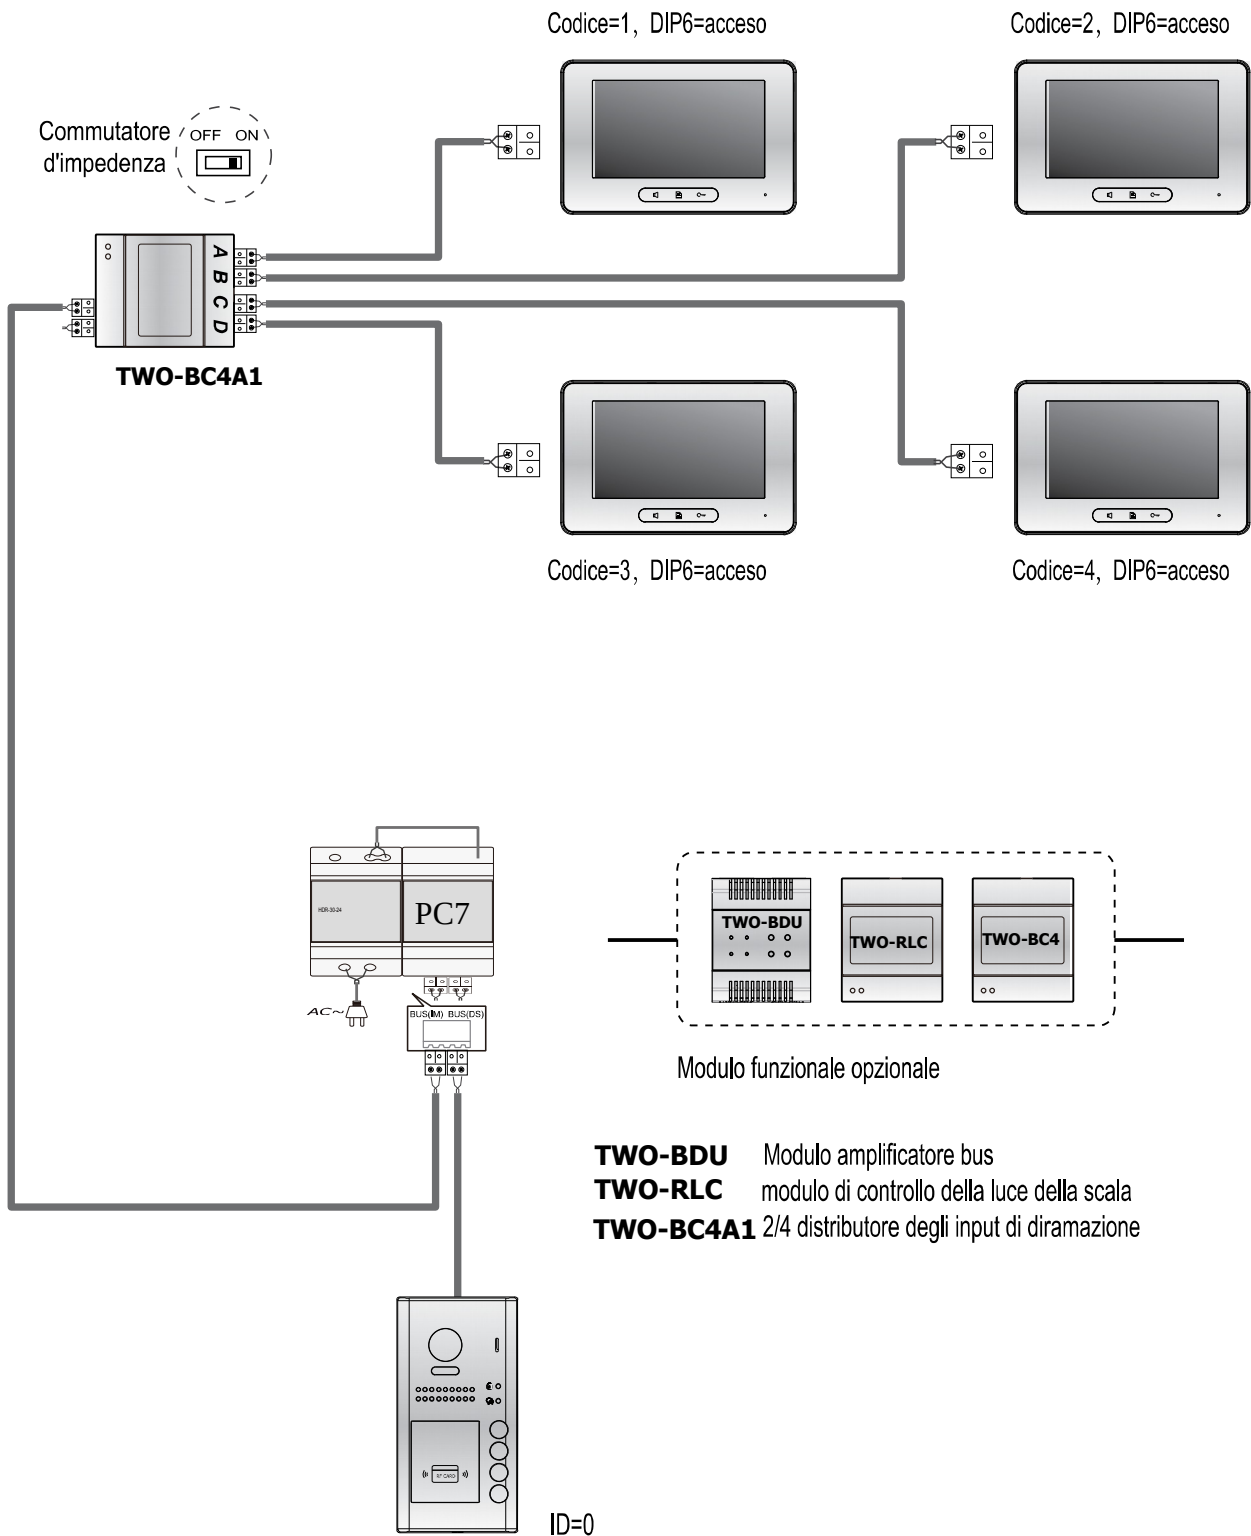 Codice=1, DIP6=acceso
Codice=2, DIP6=acceso
Commutatore
d'impedenza
OFF ON
A
B
C
D
TWO-BC4A1
Codice=3, DIP6=acceso
Codice=4, DIP6=acceso
HDR-30-24
PC7
AC~
BUS(IM) BUS(DS)
TWO-BDU
TWO-RLC
TWO-BC4
Modulo funzionale opzionale
TWO-BDU Modulo amplificatore bus
TWO-RLC modulo di controllo della luce della scala
TWO-BC4A1 2/4 distributore degli input di diramazione
ID=0